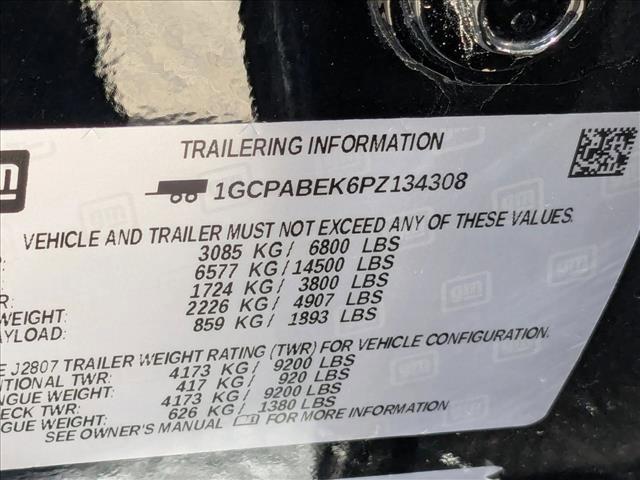 gm
TRAILERING INFORMATION
1GCPABEK6PZ134308
VEHICLE AND TRAILER MUST NOT EXCEED ANY OF THESE VALUES.
3085 KG / 6800 LBS
6577 KG / 14500 LBS
1724 KG / 3800 LBS
WEIGHT: 2226 KG / 4907 LBS
AYLOAD: 859 KG / 1893 LBS
E J2807 TRAILER WEIGHT RATING (TWR) FOR VEHICLE CONFIGURATION.
NTIONAL TWR: 4173 KG / 9200 LBS
NGUE WEIGHT: 417 KG / 920 LBS
ECK TWR: 4173 KG / 9200 LBS
GUE WEIGHT: 626 KG / 1380 LBS
SEE OWNER'S MANUAL FOR MORE INFORMATION